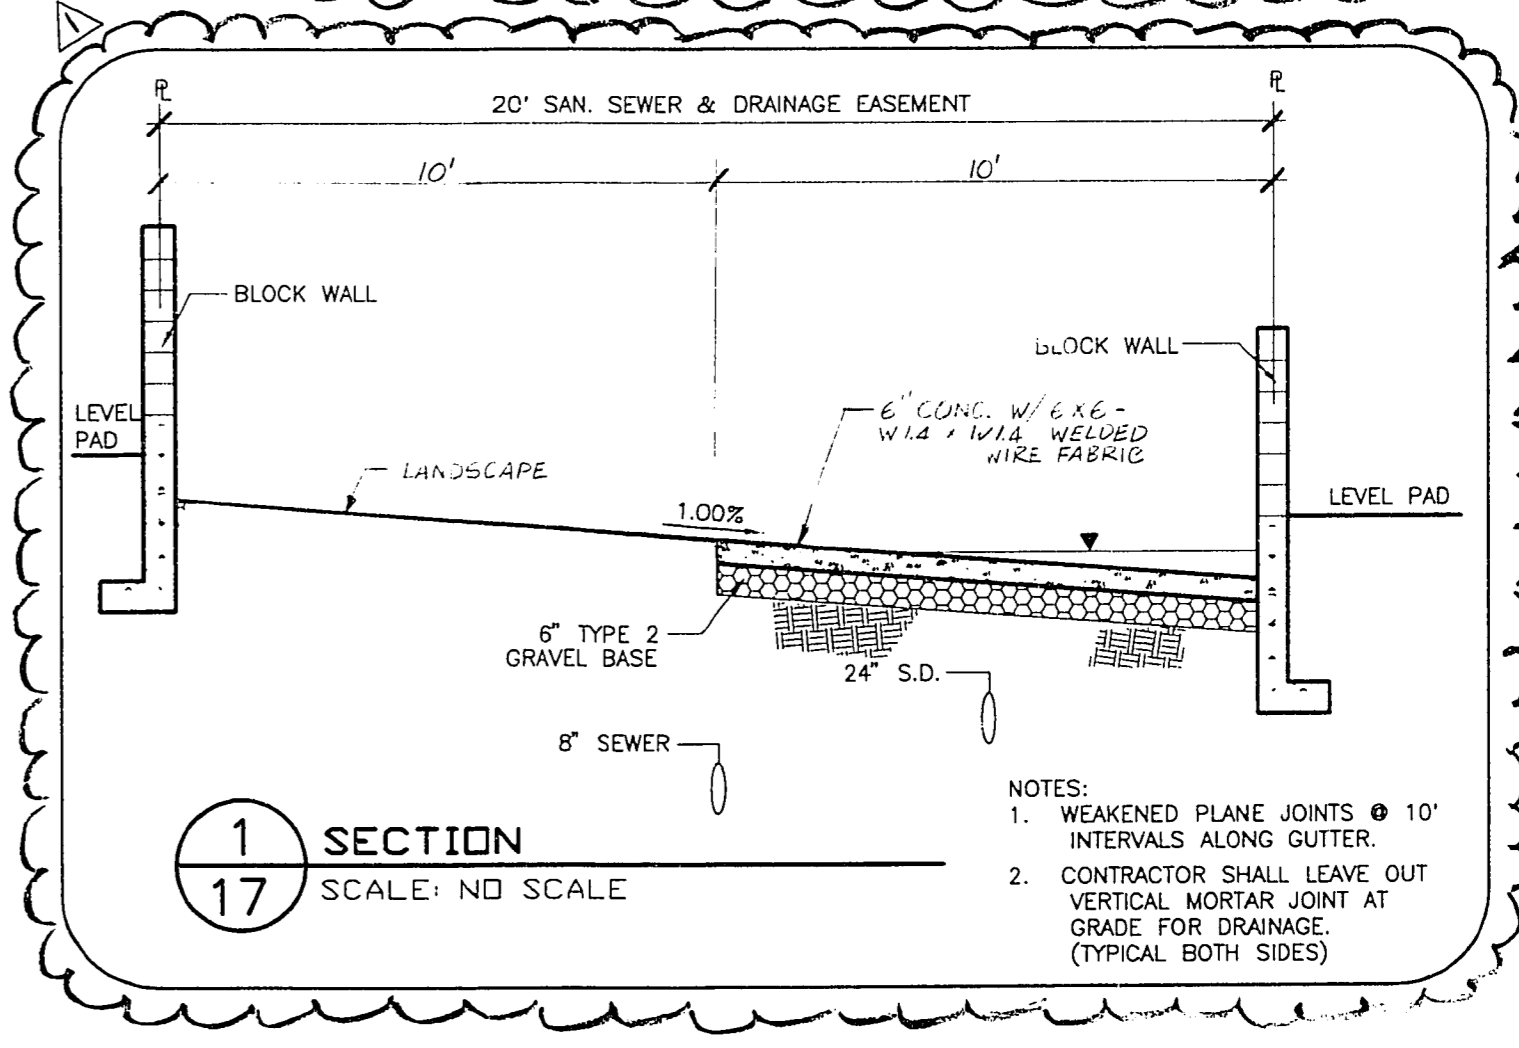 1
℄
℄
20' SAN. SEWER & DRAINAGE EASEMENT
10'
10'
BLOCK WALL
BLOCK WALL
LEVEL
PAD
6" CONC. W/ 6X6-
W1.4 X W1.4 WELDED
WIRE FABRIC
LANDSCAPE
LEVEL PAD
1.00%
6" TYPE 2
GRAVEL BASE
24" S.D.
8" SEWER
NOTES:
1. WEAKENED PLANE JOINTS @ 10'
INTERVALS ALONG GUTTER.
2. CONTRACTOR SHALL LEAVE OUT
VERTICAL MORTAR JOINT AT
GRADE FOR DRAINAGE.
(TYPICAL BOTH SIDES)
1
SECTION
17
SCALE: NO SCALE